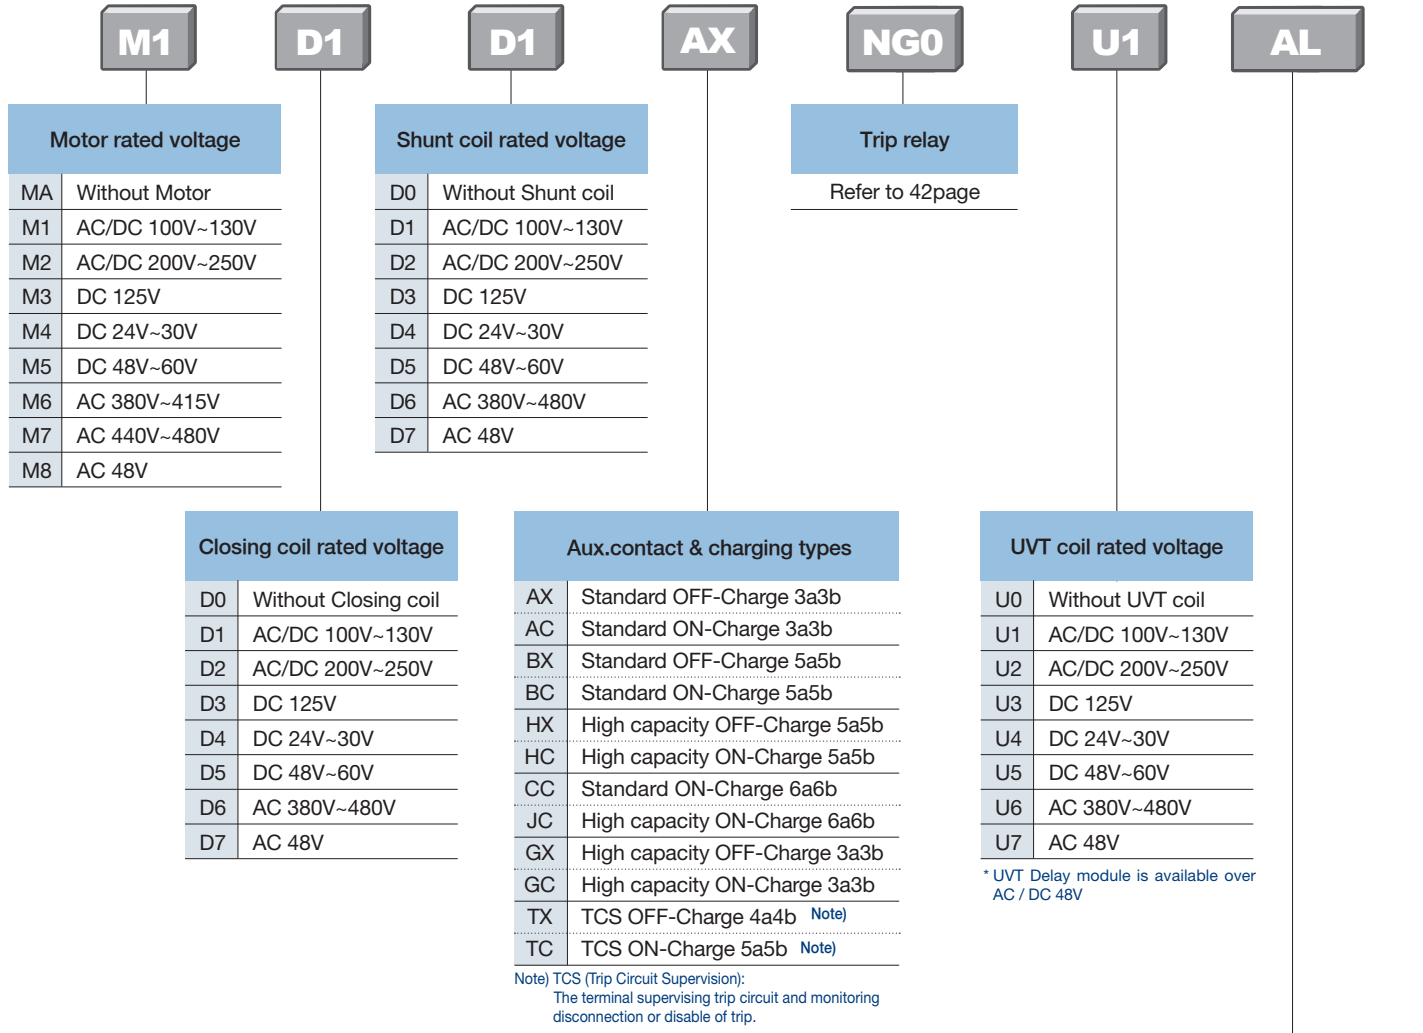 M1 D1 D1 AX NG0 U1 AL
Motor rated voltage
MA Without Motor
M1 AC/DC 100V~130V
M2 AC/DC 200V~250V
M3 DC 125V
M4 DC 24V~30V
M5 DC 48V~60V
M6 AC 380V~415V
M7 AC 440V~480V
M8 AC 48V
Shunt coil rated voltage
D0 Without Shunt coil
D1 AC/DC 100V~130V
D2 AC/DC 200V~250V
D3 DC 125V
D4 DC 24V~30V
D5 DC 48V~60V
D6 AC 380V~480V
D7 AC 48V
Trip relay
Refer to 42page
Closing coil rated voltage
D0 Without Closing coil
D1 AC/DC 100V~130V
D2 AC/DC 200V~250V
D3 DC 125V
D4 DC 24V~30V
D5 DC 48V~60V
D6 AC 380V~480V
D7 AC 48V
Aux.contact & charging types
AX Standard OFF-Charge 3a3b
AC Standard ON-Charge 3a3b
BX Standard OFF-Charge 5a5b
BC Standard ON-Charge 5a5b
HX High capacity OFF-Charge 5a5b
HC High capacity ON-Charge 5a5b
CC Standard ON-Charge 6a6b
JC High capacity ON-Charge 6a6b
GX High capacity OFF-Charge 3a3b
GC High capacity ON-Charge 3a3b
TX TCS OFF-Charge 4a4b Note)
TC TCS ON-Charge 5a5b Note)
Note) TCS (Trip Circuit Supervision):
The terminal supervising trip circuit and monitoring
disconnection or disable of trip.
UVT coil rated voltage
U0 Without UVT coil
U1 AC/DC 100V~130V
U2 AC/DC 200V~250V
U3 DC 125V
U4 DC 24V~30V
U5 DC 48V~60V
U6 AC 380V~480V
U7 AC 48V
* UVT Delay module is available over
AC / DC 48V